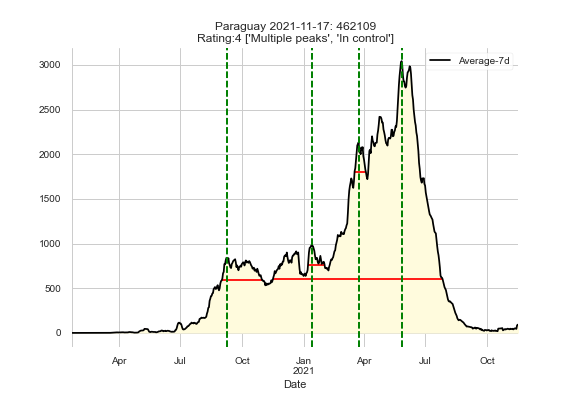 Paraguay 2021-11-17: 462109
Rating:4 ['Multiple peaks', 'In control']
Average-7d
3000
2500
2000
1500
1000
500
0
Apr Jul Oct Jan Apr Jul Oct
2021
Date